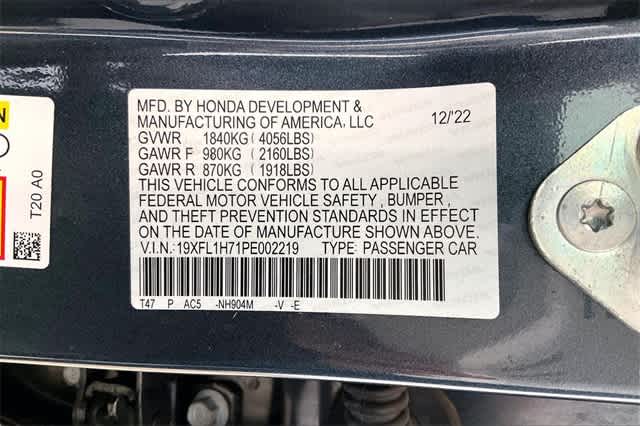 MFD. BY HONDA DEVELOPMENT &
MANUFACTURING OF AMERICA, LLC 12/'22
GVWR 1840KG (4056LBS)
GAWR F 980KG (2160LBS)
GAWR R 870KG (1918LBS)
THIS VEHICLE CONFORMS TO ALL APPLICABLE
FEDERAL MOTOR VEHICLE SAFETY, BUMPER,
AND THEFT PREVENTION STANDARDS IN EFFECT
ON THE DATE OF MANUFACTURE SHOWN ABOVE.
V.I.N.: 19XFL1H71PE002219 TYPE: PASSENGER CAR
T47 P AC5 -NH904M -V -E
T20 A0